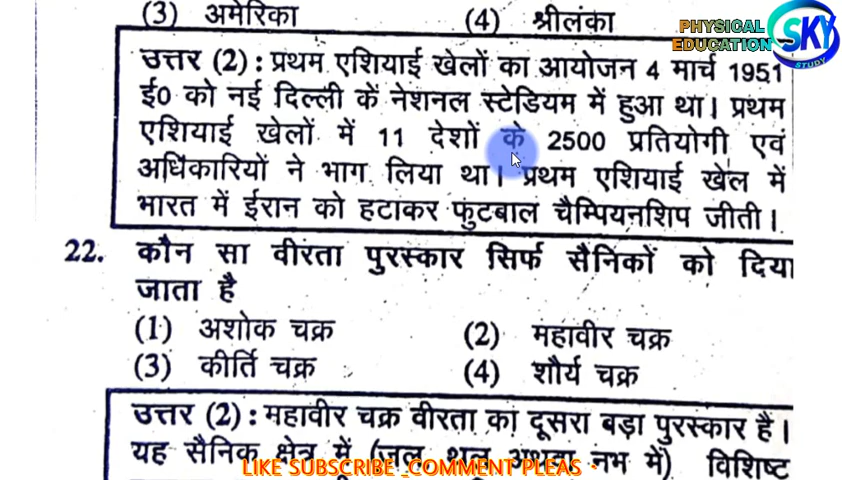 (3) अमेरिका (4) श्रीलंका
PHYSICAL EDUCATION
SKY
STUDY
उत्तर (2) : प्रथम एशियाई खेलों का आयोजन 4 मार्च 1951
ई0 को नई दिल्ली के नेशनल स्टेडियम में हुआ था। प्रथम
एशियाई खेलों में 11 देशों के 2500 प्रतियोगी एवं
अधिकारियों ने भाग लिया था। प्रथम एशियाई खेल में
भारत में ईरान को हटाकर फुटबाल चैम्पियनशिप जीती।
22. कौन सा वीरता पुरस्कार सिर्फ सैनिकों को दिया
जाता है
(1) अशोक चक्र (2) महावीर चक्र
(3) कीर्ति चक्र (4) शौर्य चक्र
उत्तर (2) : महावीर चक्र वीरता का दूसरा बड़ा पुरस्कार है।
यह सैनिक क्षेत्र में (जल, थल अथवा नभ में) विशिष्ट
LIKE SUBSCRIBE COMMENT PLEAS